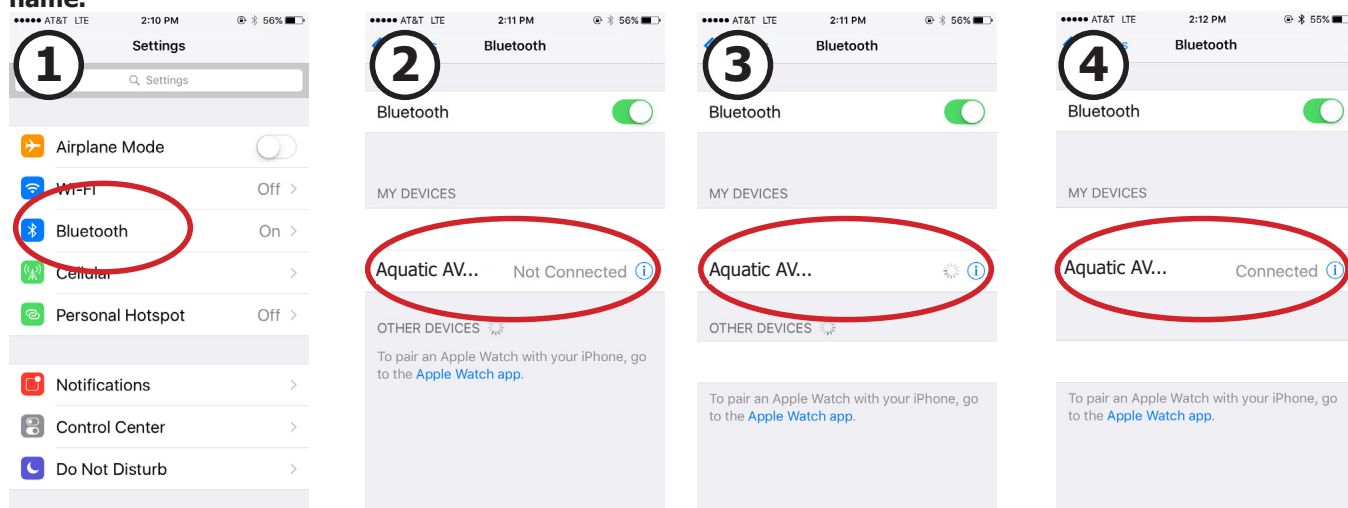 name.
1
●●●●● AT&T LTE 2:10 PM 56%
Settings
Settings
Airplane Mode
Wi-Fi Off
Bluetooth On
Cellular
Personal Hotspot Off
Notifications
Control Center
Do Not Disturb
2
●●●●● AT&T LTE 2:11 PM 56%
Bluetooth
Bluetooth
MY DEVICES
Aquatic AV... Not Connected i
OTHER DEVICES
To pair an Apple Watch with your iPhone, go
to the Apple Watch app.
3
●●●●● AT&T LTE 2:11 PM 56%
Bluetooth
Bluetooth
MY DEVICES
Aquatic AV... i
OTHER DEVICES
To pair an Apple Watch with your iPhone, go
to the Apple Watch app.
4
●●●●● AT&T LTE 2:12 PM 55%
Bluetooth
Bluetooth
MY DEVICES
Aquatic AV... Connected i
To pair an Apple Watch with your iPhone, go
to the Apple Watch app.